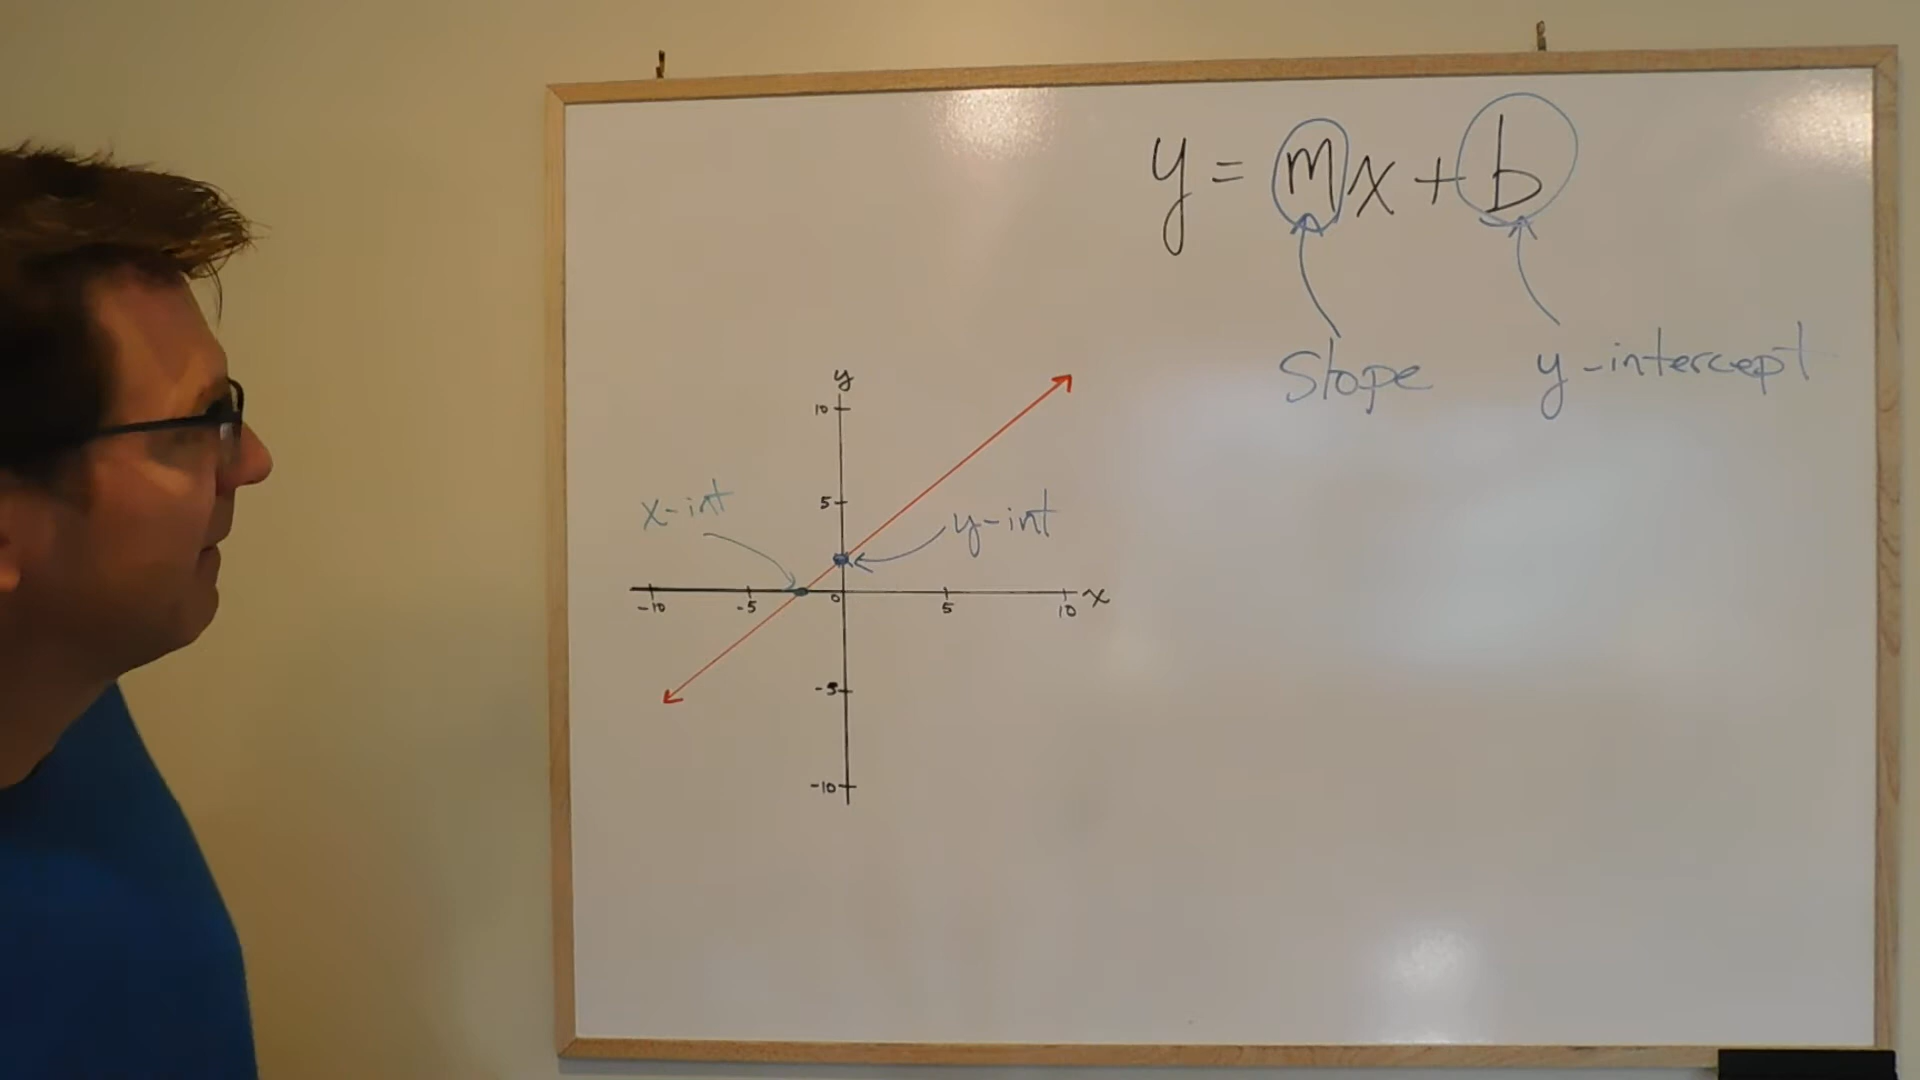 y = mx + b
Slope y-intercept
y
10
5
x-int
y-int
-10 -5 0 5 10 x
-5
-10